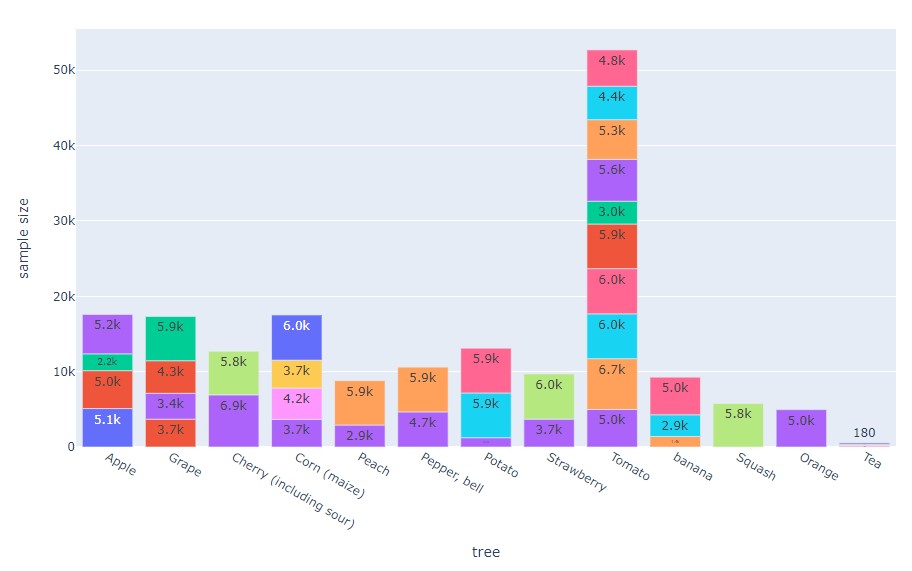 sample size
50k
40k
30k
20k
10k
0
5.2k
2.2k
5.0k
5.1k
5.9k
4.3k
3.4k
3.7k
5.8k
6.9k
6.0k
3.7k
4.2k
3.7k
5.9k
2.9k
5.9k
4.7k
5.9k
5.9k
6.0k
3.7k
4.8k
4.4k
5.3k
5.6k
3.0k
5.9k
6.0k
6.0k
6.7k
5.0k
5.0k
2.9k
5.8k
5.0k
180
Apple
Grape
Cherry (including sour)
Corn (maize)
Peach
Pepper, bell
Potato
Strawberry
Tomato
banana
Squash
Orange
Tea
tree